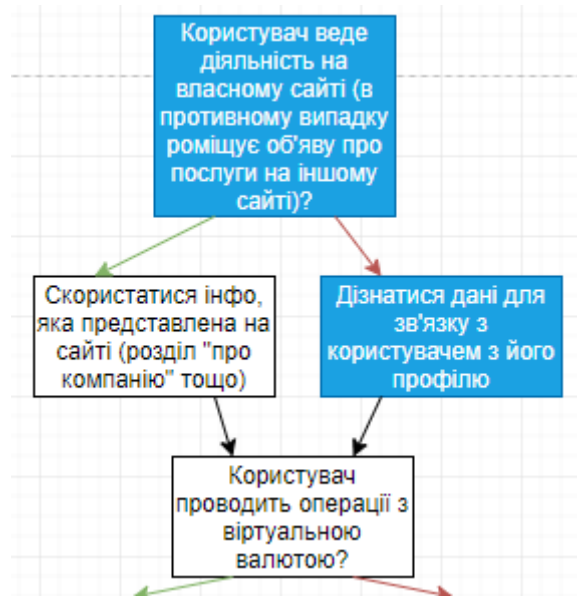 Користувач веде
діяльність на
власному сайті (в
противному випадку
роміщує об'яву про
послуги на іншому
сайті)?
Скористатися інфо,
яка представлена на
сайті (розділ "про
компанію" тощо)
Дізнатися дані для
зв'язку з
користувачем з його
профілю
Користувач
проводить операції з
віртуальною
валютою?